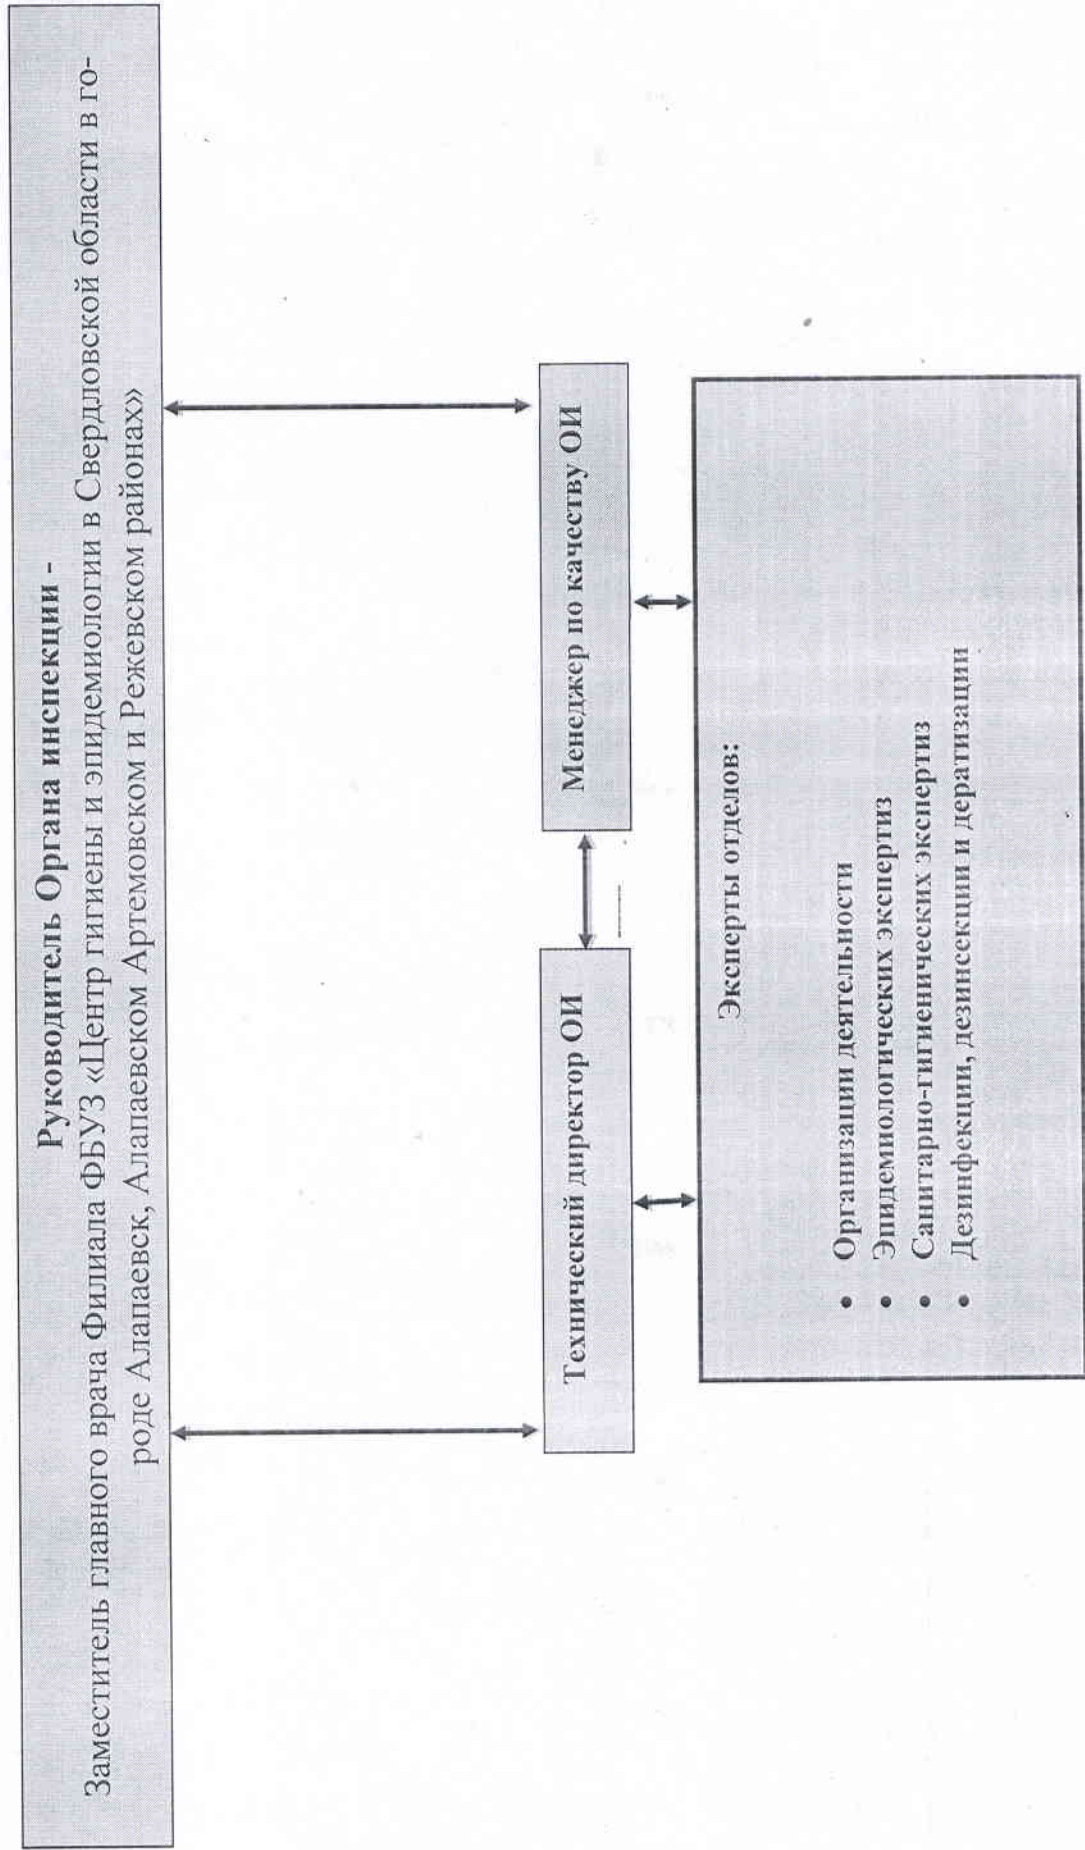 Руководитель Органа инспекции -
Заместитель главного врача Филиала ФБУЗ «Центр гигиены и эпидемиологии в Свердловской области в го-
роде Алапаевск, Алапаевском Артемовском и Режевском районах»
Технический директор ОИ
Менеджер по качеству ОИ
Эксперты отделов:
• Организации деятельности
• Эпидемиологических экспертиз
• Санитарно-гигиенических экспертиз
• Дезинфекции, дезинсекции и дератизации